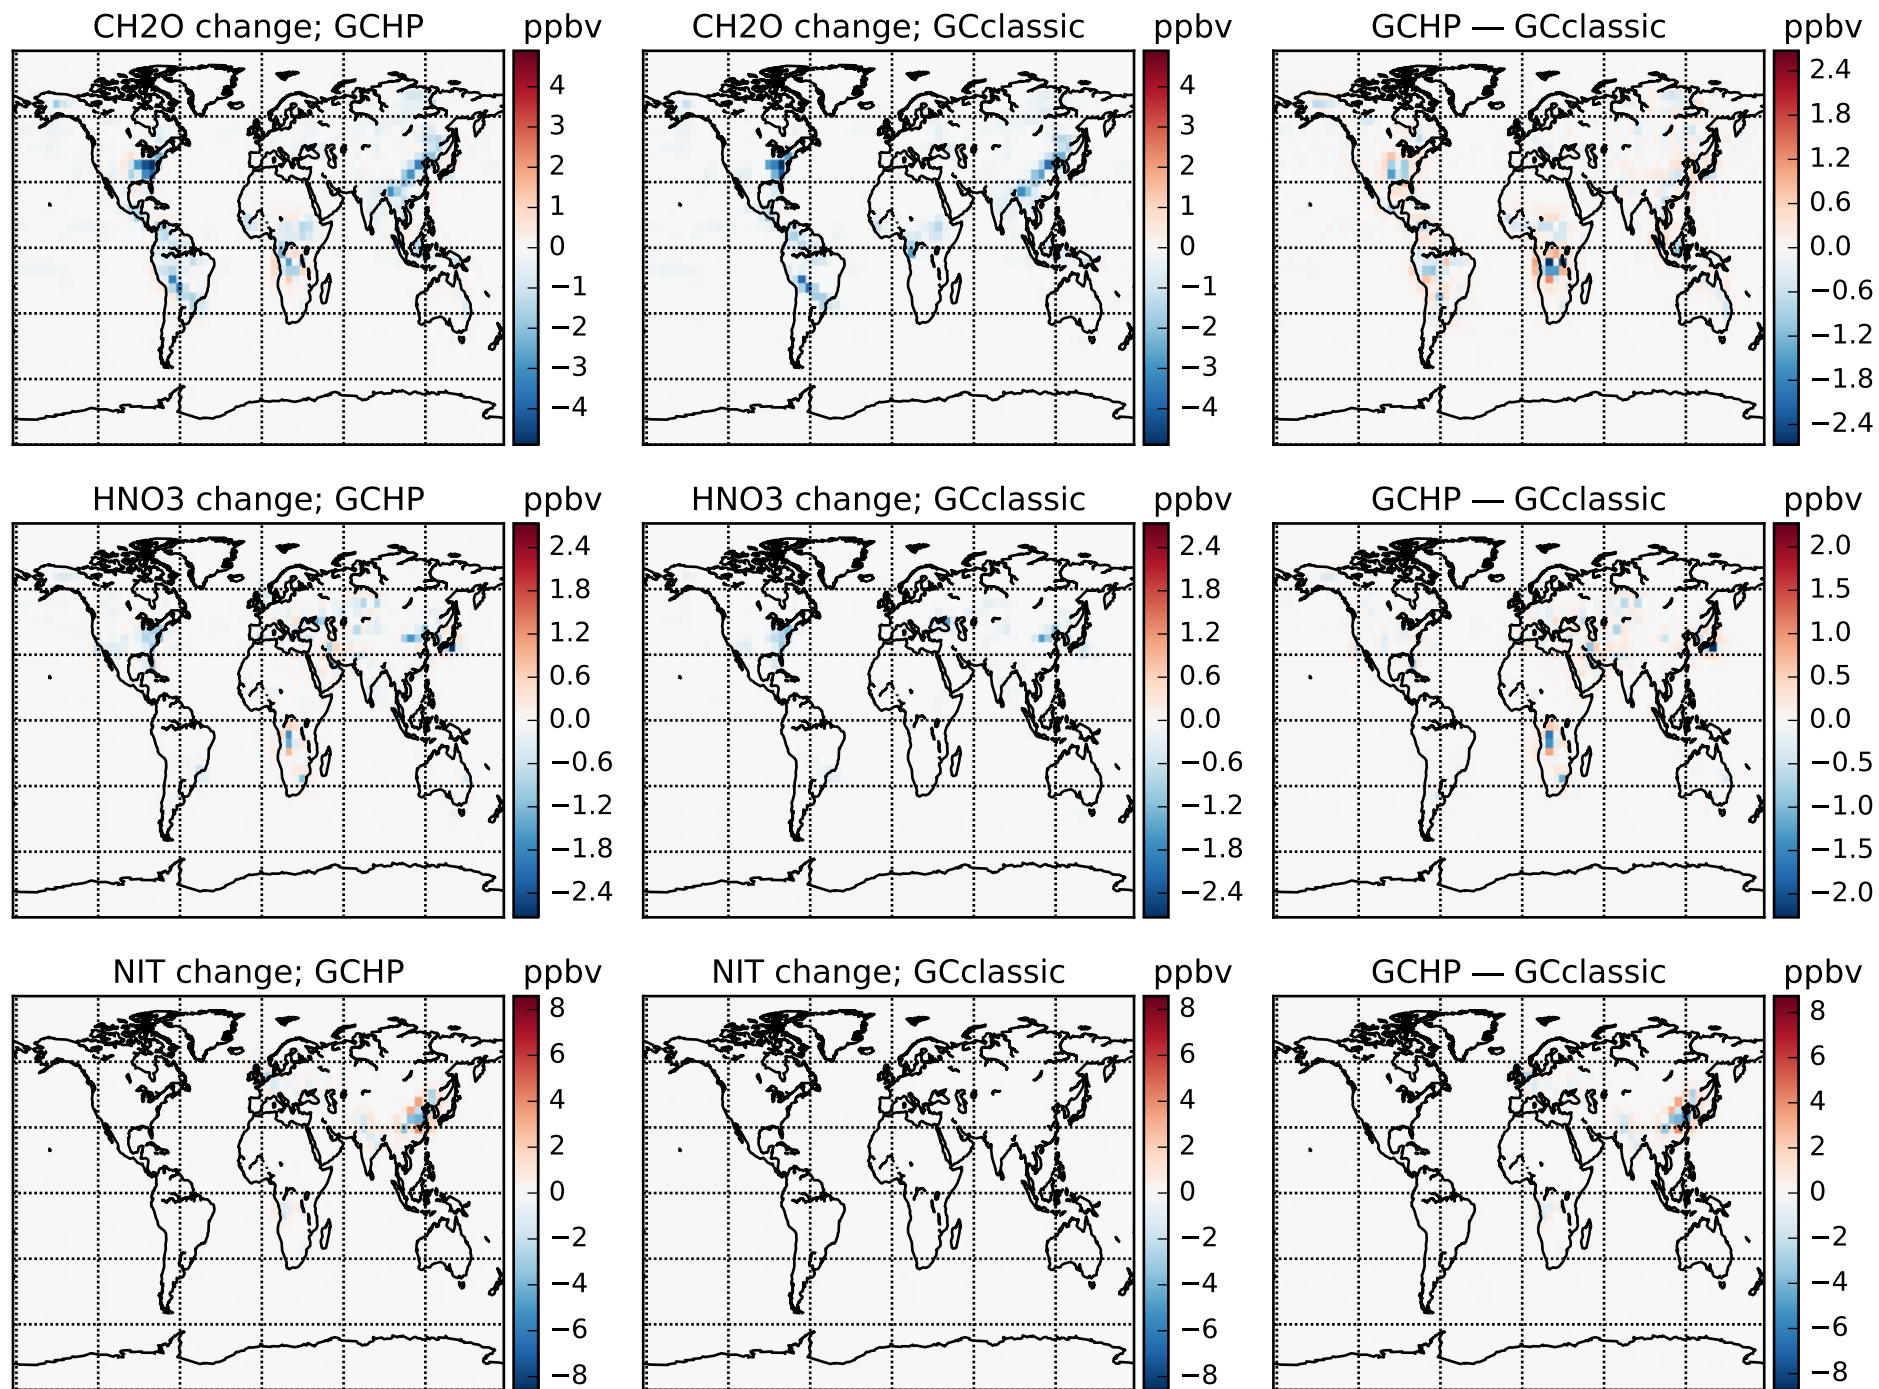 CH2O change; GCHP ppbv CH2O change; GCclassic ppbv GCHP — GCclassic ppbv
4 4 2.4
3 3 1.8
2 2 1.2
1 1 0.6
0 0 0.0
−1 −1 −0.6
−2 −2 −1.2
−3 −3 −1.8
−4 −4 −2.4
HNO3 change; GCHP ppbv HNO3 change; GCclassic ppbv GCHP — GCclassic ppbv
2.4 2.4 2.0
1.8 1.8 1.5
1.2 1.2 1.0
0.6 0.6 0.5
0.0 0.0 0.0
−0.6 −0.6 −0.5
−1.2 −1.2 −1.0
−1.8 −1.8 −1.5
−2.4 −2.4 −2.0
NIT change; GCHP ppbv NIT change; GCclassic ppbv GCHP — GCclassic ppbv
8 8 8
6 6 6
4 4 4
2 2 2
0 0 0
−2 −2 −2
−4 −4 −4
−6 −6 −6
−8 −8 −8